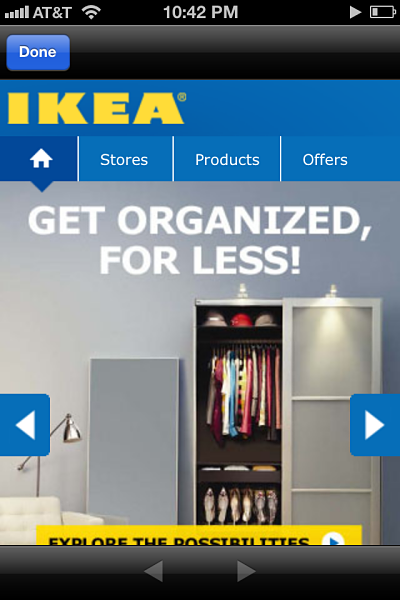 AT&T 10:42 PM
Done
IKEA®
Stores Products Offers
GET ORGANIZED,
FOR LESS!
EXPLORE THE POSSIBILITIES